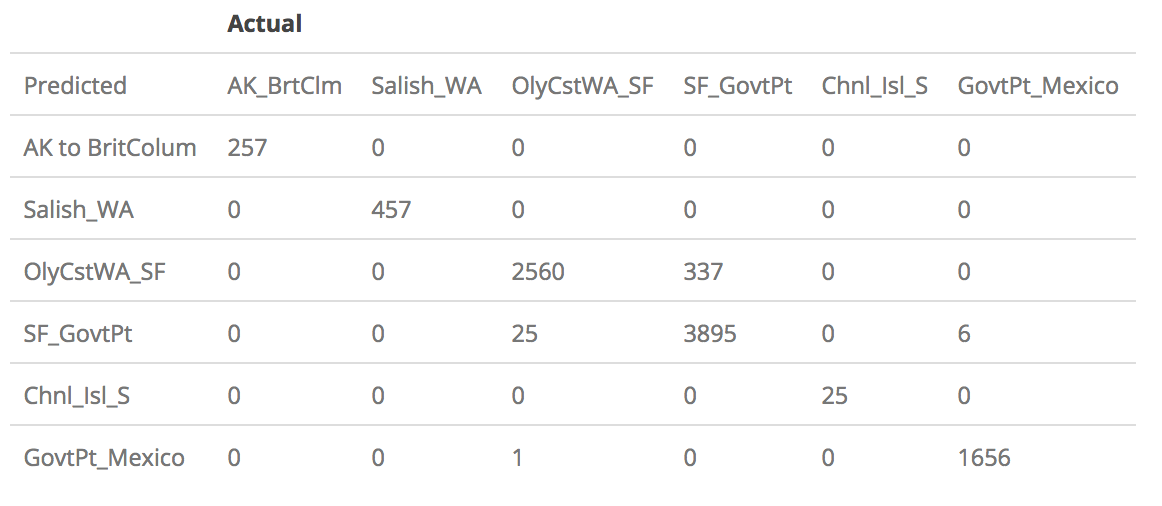 Actual
Predicted AK_BrtClm Salish_WA OlyCstWA_SF SF_GovtPt Chnl_Isl_S GovtPt_Mexico
AK to BritColum 257 0 0 0 0 0
Salish_WA 0 457 0 0 0 0
OlyCstWA_SF 0 0 2560 337 0 0
SF_GovtPt 0 0 25 3895 0 6
Chnl_Isl_S 0 0 0 0 25 0
GovtPt_Mexico 0 0 1 0 0 1656